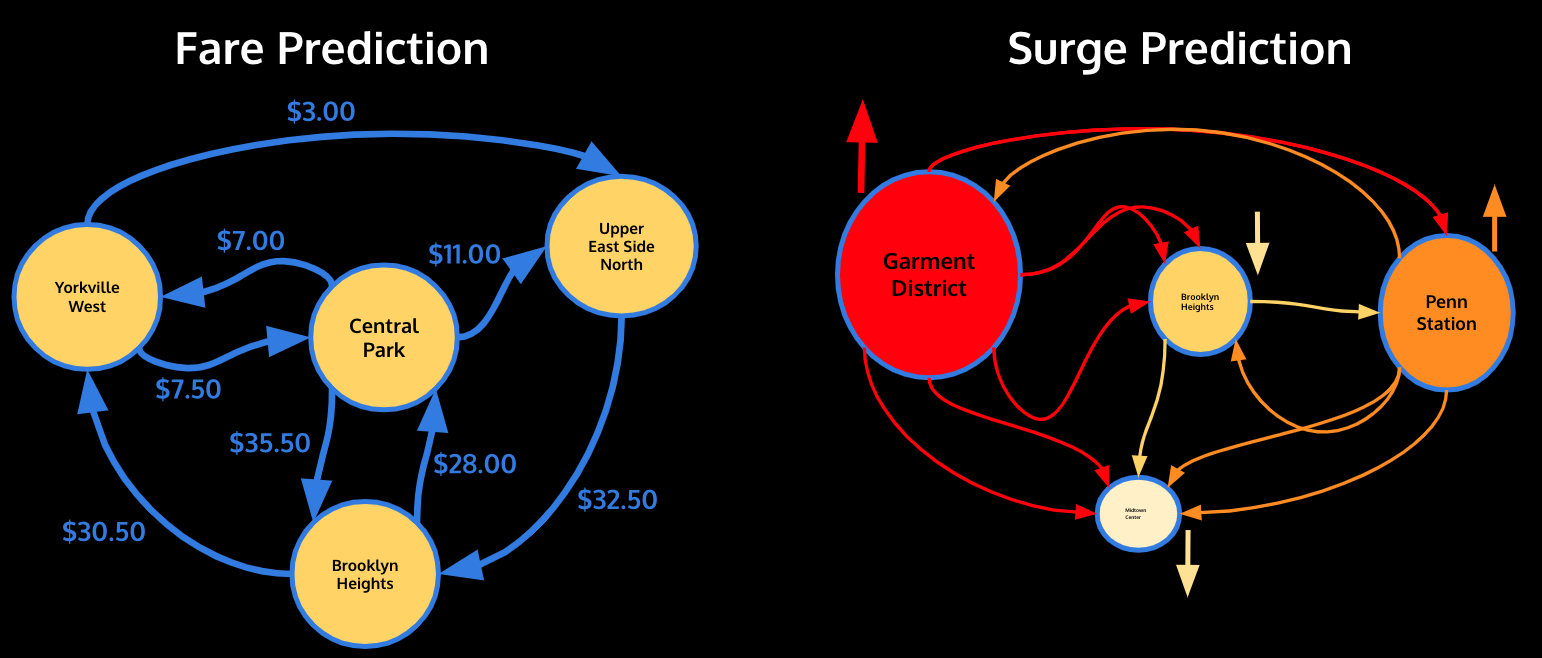 Fare Prediction
$3.00
$7.00
$11.00
Upper
East Side
North
Yorkville
West
Central
Park
$7.50
$35.50
$28.00
$32.50
$30.50
Brooklyn
Heights
Surge Prediction
Garment
District
Brooklyn
Heights
Penn
Station
Midtown
Center